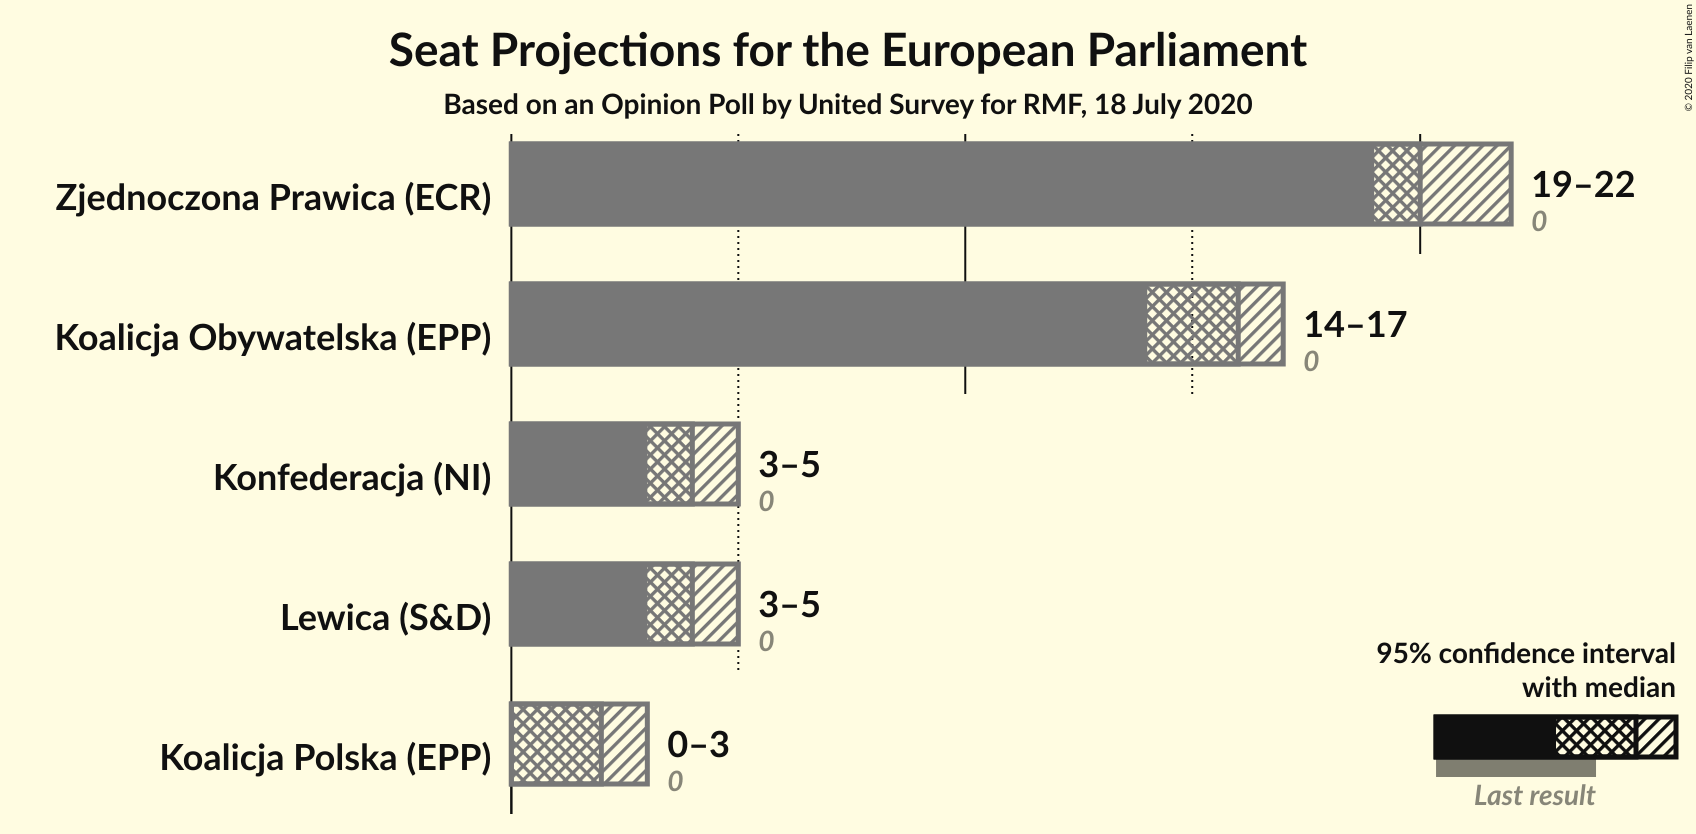 Seat Projections for the European Parliament
Based on an Opinion Poll by United Survey for RMF, 18 July 2020
© 2020 Filip van Laenen
Zjednoczona Prawica (ECR)
19–22
0
Koalicja Obywatelska (EPP)
14–17
0
Konfederacja (NI)
3–5
0
Lewica (S&D)
3–5
0
Koalicja Polska (EPP)
0–3
0
95% confidence interval
with median
Last result